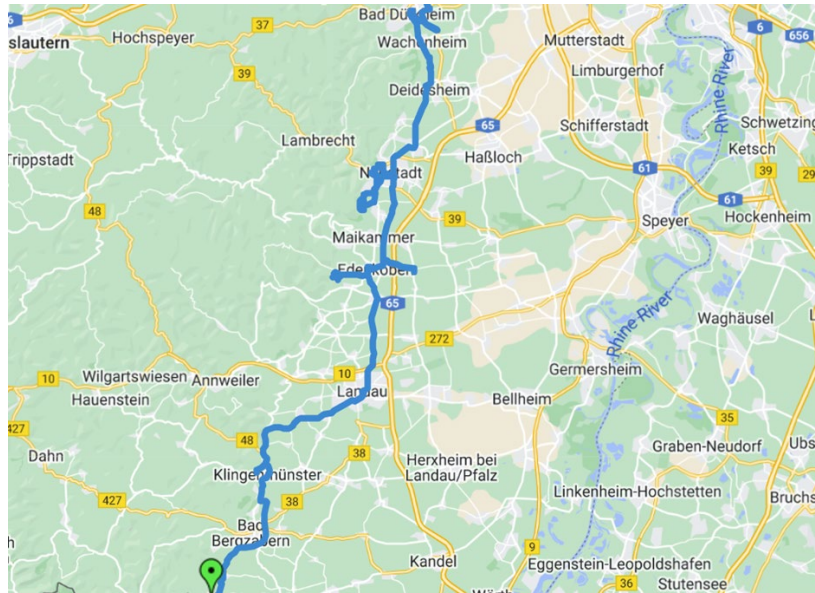 Bad Dürkheim
6
656
slautern
Hochspeyer
37
Wachenheim
Mutterstadt
39
Limburgerhof
Deidesheim
Rhine River
65
Schifferstadt
Schwetzing
Lambrecht
Trippstadt
Haßloch
Ketsch
61
39
29
48
39
Speyer
61
Hockenheim
Maikammer
Edenkoben
65
Rhine River
Waghäusel
272
10
Wilgartswiesen
Annweiler
10
Germersheim
Hauenstein
Landau
Bellheim
35
427
48
Graben-Neudorf
Ubs
Dahn
38
Herxheim bei
Landau/Pfalz
Klingenmünster
Linkenheim-Hochstetten
Bruchs
427
38
Bad
Bergzabern
9
Kandel
Eggenstein-Leopoldshafen
36
Stutensee